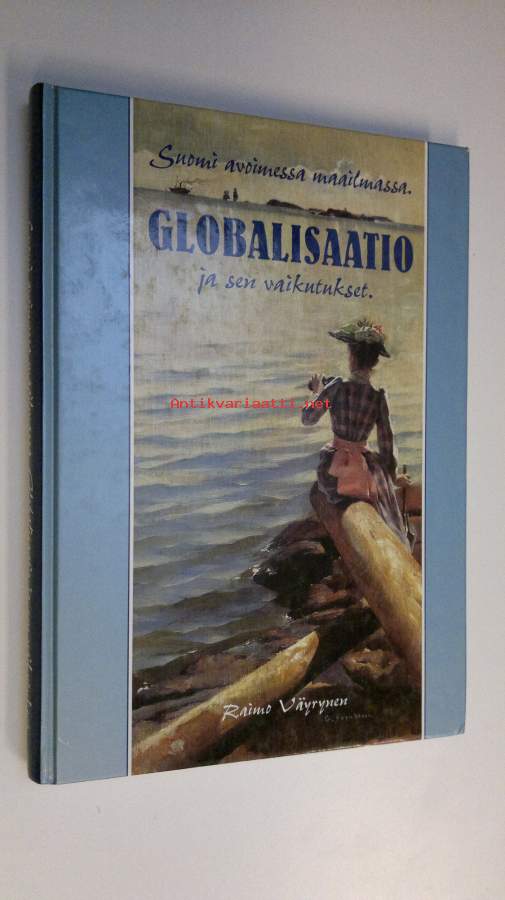 Suomi avoimessa maailmassa.
GLOBALISAATIO
ja sen vaikutukset.
Antikvariaatti.net
Raimo Väyrynen